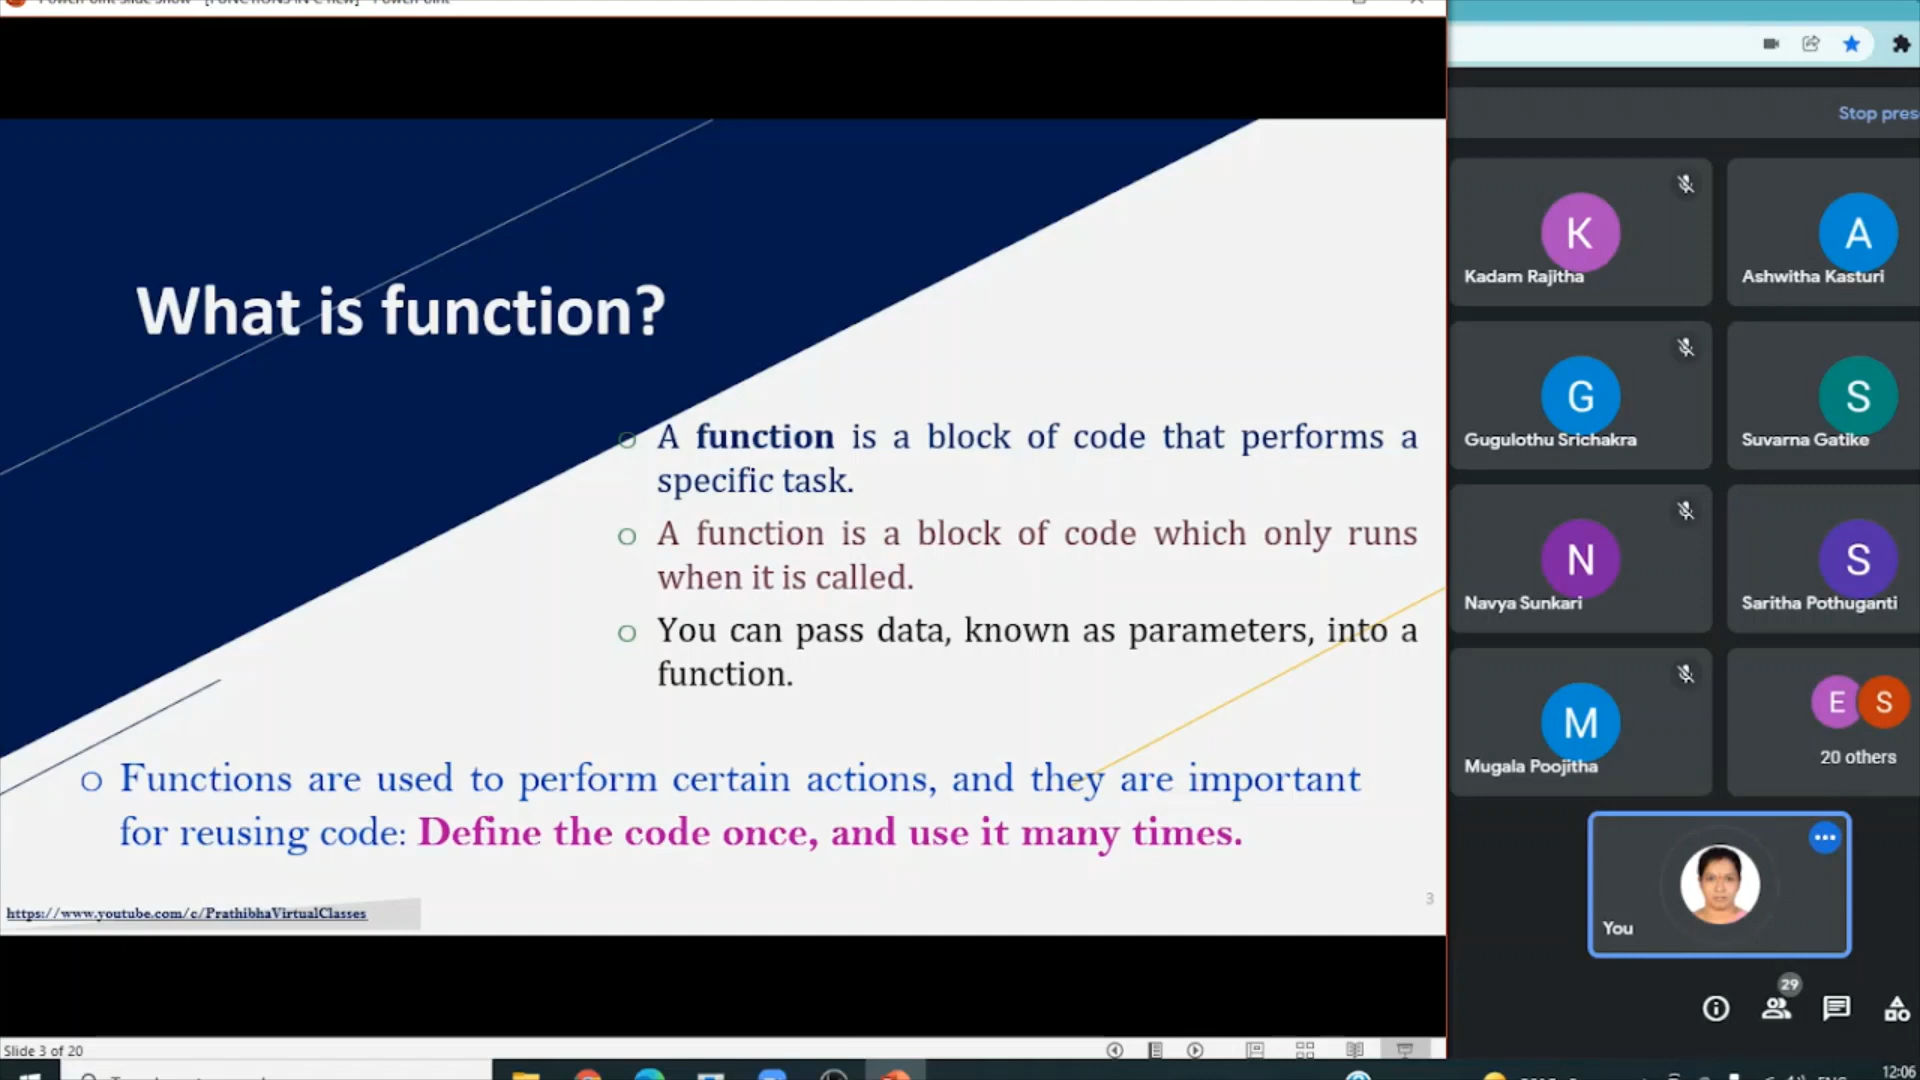 What is function?
o A function is a block of code that performs a
specific task.
o A function is a block of code which only runs
when it is called.
o You can pass data, known as parameters, into a
function.
o Functions are used to perform certain actions, and they are important
for reusing code: Define the code once, and use it many times.
https://www.youtube.com/c/PrathibhaVirtualClasses
3
Slide 3 of 20
Stop pres
K
Kadam Rajitha
A
Ashwitha Kasturi
G
Gugulothu Srichakra
S
Suvarna Gatike
N
Navya Sunkari
S
Saritha Pothuganti
M
Mugala Poojitha
E S
20 others
You
29
12:06